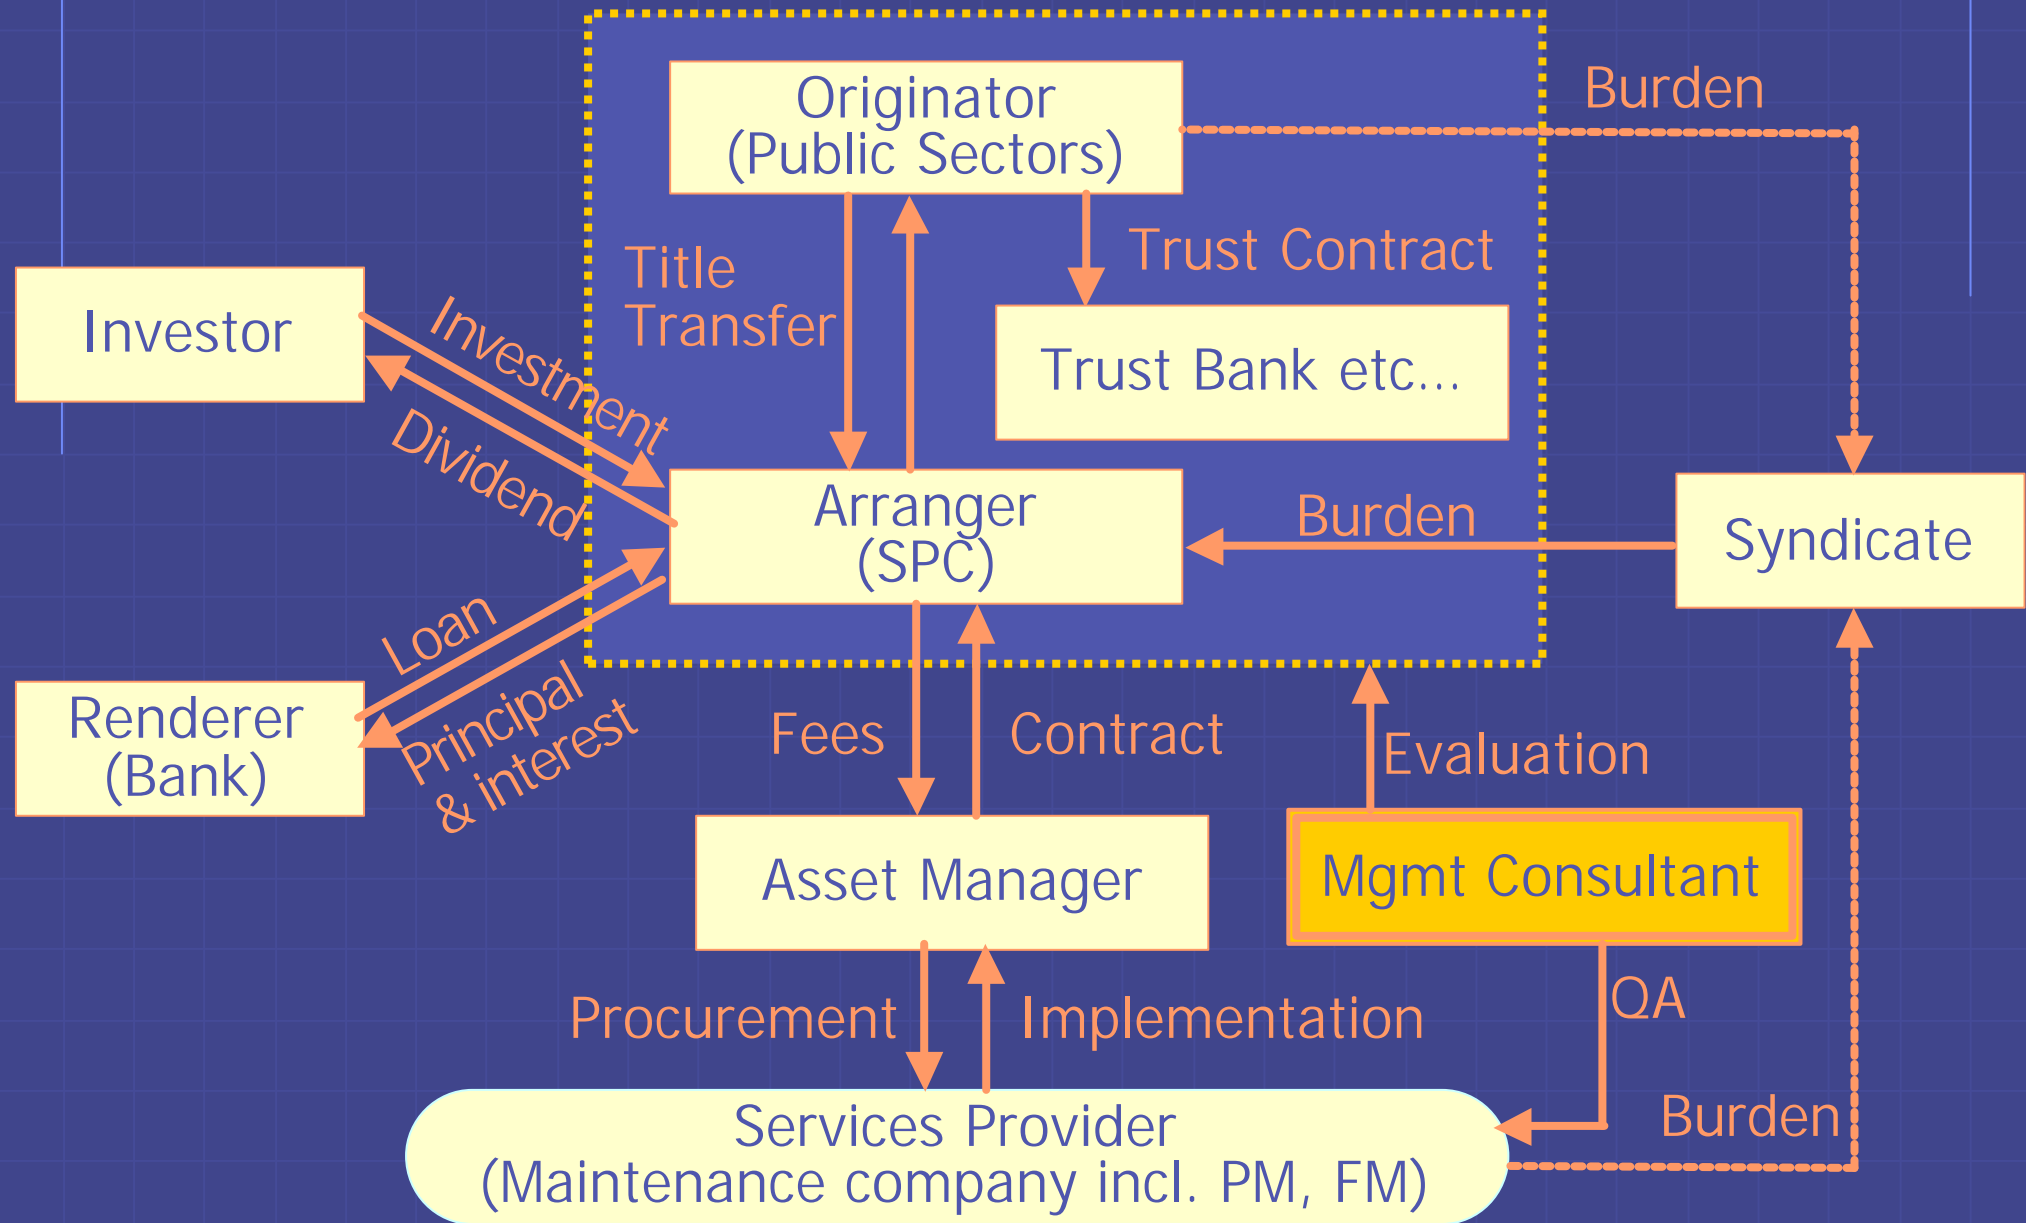 Originator
(Public Sectors)
Burden
Title
Transfer
Trust Contract
Investor
Investment
Trust Bank etc...
Dividend
Arranger
(SPC)
Burden
Syndicate
Loan
Renderer
(Bank)
Principal
& interest
Fees
Contract
Evaluation
Asset Manager
Mgmt Consultant
Procurement
Implementation
QA
Burden
Services Provider
(Maintenance company incl. PM, FM)